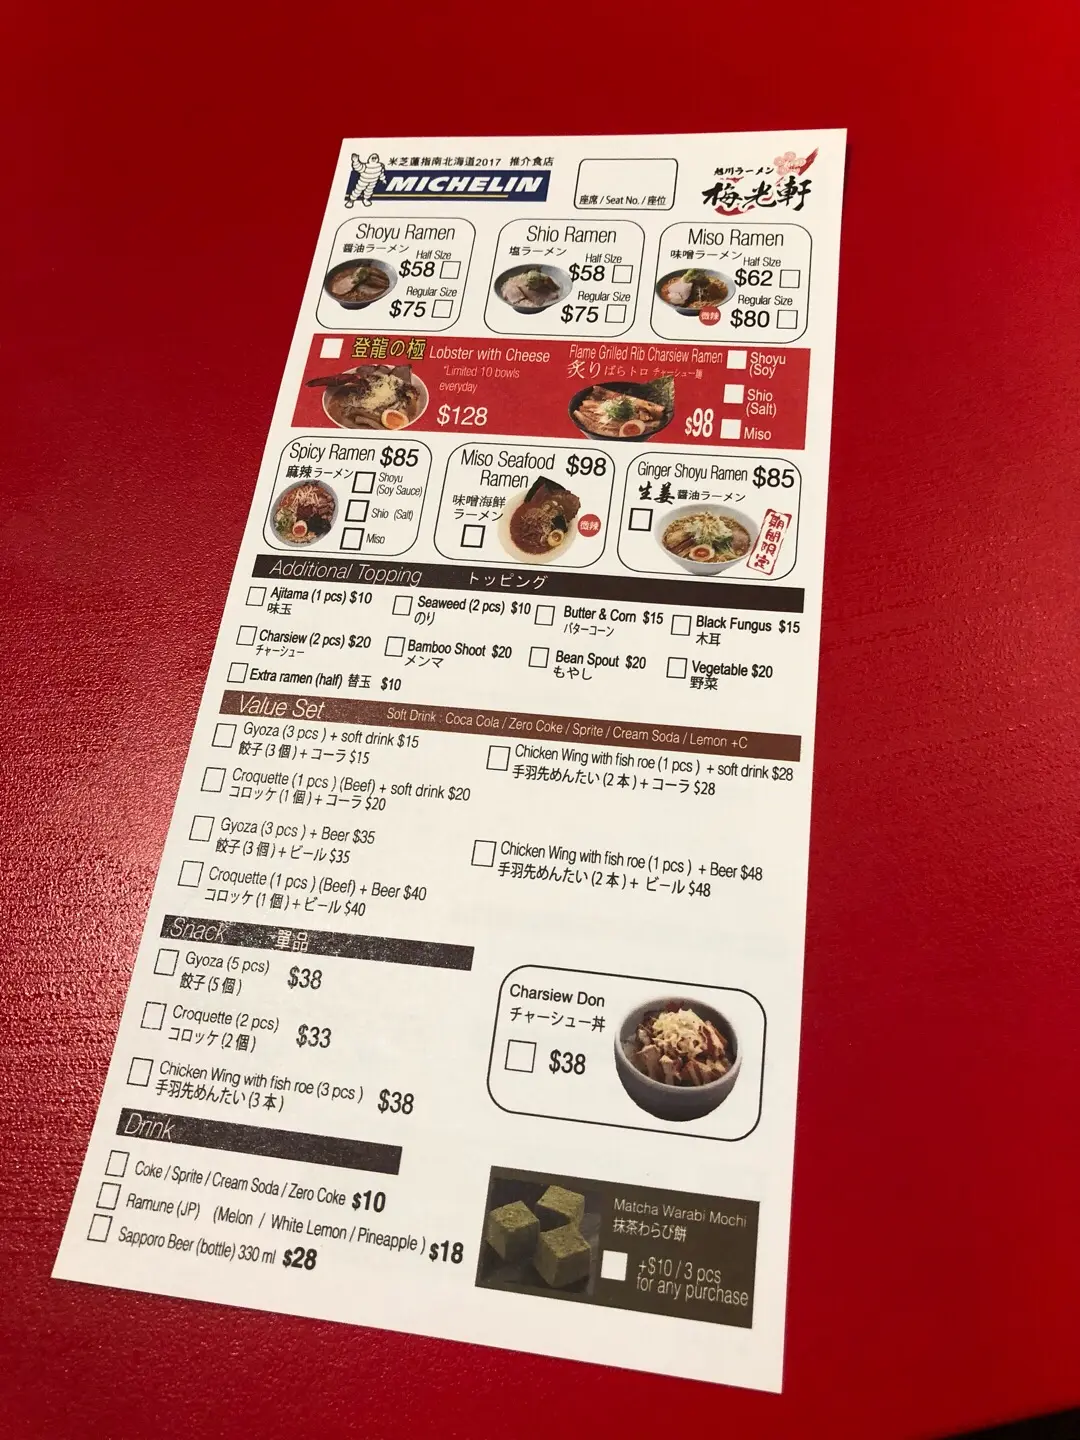 米芝蓮指南北海道2017 推介食店
MICHELIN
座席 / Seat No. / 座位
旭川ラーメン
梅光軒
Shoyu Ramen
醤油ラーメン
Half Size
$58
Regular Size
$75
Shio Ramen
塩ラーメン
Half Size
$58
Regular Size
$75
Miso Ramen
味噌ラーメン
Half Size
$62
Regular Size
微辣
$80
登龍の極 Lobster with Cheese
"Limited 10 bowls
everyday
$128
Flame Grilled Rib Charsiew Ramen
炙りばらトロ チャーシュー麺
$98
Shoyu
(Soy
Shio
(Salt)
Miso
Spicy Ramen $85
麻辣ラーメン
Shoyu
(Soy Sauce)
Shio (Salt)
Miso
Miso Seafood
Ramen
$98
味噌海鮮
ラーメン
微辣
Ginger Shoyu Ramen $85
生姜 醤油ラーメン
期間限定
Additional Topping トッピング
Ajitama (1 pcs) $10
味玉
Seaweed (2 pcs) $10
のり
Butter & Corn $15
バターコーン
Black Fungus $15
木耳
Charsiew (2 pcs) $20
チャーシュー
Bamboo Shoot $20
メンマ
Bean Spout $20
もやし
Vegetable $20
野菜
Extra ramen (half) 替玉 $10
Value Set
Soft Drink : Coca Cola / Zero Coke / Sprite / Cream Soda / Lemon +C
Gyoza (3 pcs ) + soft drink $15
餃子 (3 個 ) + コーラ $15
Chicken Wing with fish roe (1 pcs ) + soft drink $28
手羽先めんたい (2 本 ) + コーラ $28
Croquette (1 pcs ) (Beef) + soft drink $20
コロッケ (1 個 ) + コーラ $20
Gyoza (3 pcs ) + Beer $35
餃子 (3 個 ) + ビール $35
Chicken Wing with fish roe (1 pcs ) + Beer $48
手羽先めんたい (2 本 ) + ビール $48
Croquette (1 pcs ) (Beef) + Beer $40
コロッケ (1 個 ) + ビール $40
Snack 單品
Gyoza (5 pcs)
餃子 (5 個 )
$38
Croquette (2 pcs)
コロッケ (2 個 )
$33
Chicken Wing with fish roe (3 pcs )
手羽先めんたい (3 本 )
$38
Charsiew Don
チャーシュー丼
$38
Drink
Coke / Sprite / Cream Soda / Zero Coke $10
Ramune (JP) (Melon / White Lemon / Pineapple ) $18
Sapporo Beer (bottle) 330 ml $28
Matcha Warabi Mochi
抹茶わらび餅
+$10 / 3 pcs
for any purchase